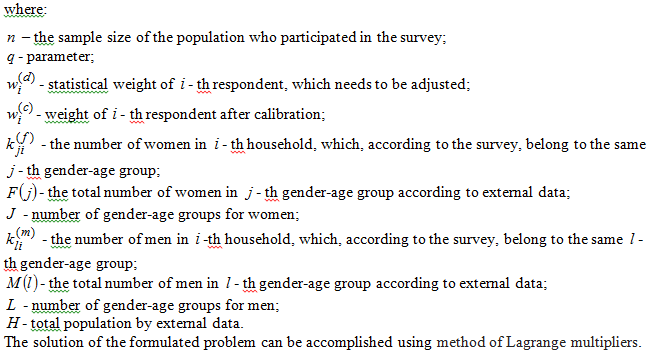 where:
n – the sample size of the population who participated in the survey;
q - parameter;
w_i^(d) - statistical weight of i - th respondent, which needs to be adjusted;
w_i^(c) - weight of i - th respondent after calibration;
k_ji^(f) - the number of women in i - th household, which, according to the survey, belong to the same
j - th gender-age group;
F(j) - the total number of women in j - th gender-age group according to external data;
J - number of gender-age groups for women;
k_li^(m) - the number of men in i -th household, which, according to the survey, belong to the same l -
th gender-age group;
M(l) - the total number of men in l - th gender-age group according to external data;
L - number of gender-age groups for men;
H - total population by external data.
The solution of the formulated problem can be accomplished using method of Lagrange multipliers.